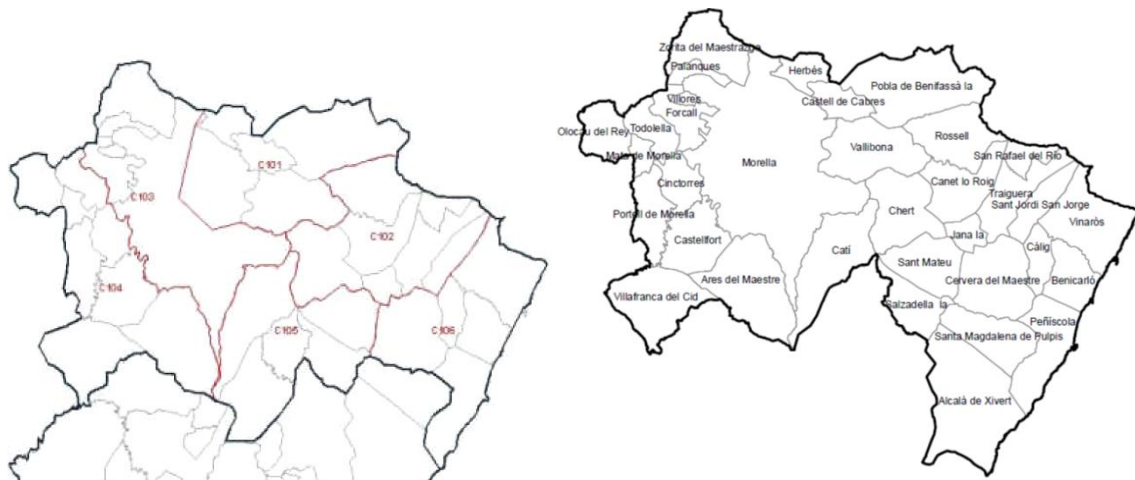 C101
C103
C102
C104
C105
C106
Zorita del Maestrazgo
Palanques
Herbés
Pobla de Benifassà la
Villores
Castell de Cabres
Forcall
Olocau del Rey
Todolella
Rossell
Vallibona
Mata de Morella
Morella
San Rafael del Río
Cinctorres
Canet lo Roig
Traiguera
Portell de Morella
Chert
Sant Jordi San Jorge
Vinaròs
Castellfort
Jana la
Catí
Càlig
Sant Mateu
Ares del Maestre
Cervera del Maestre
Benicarló
Villafranca del Cid
Salzadella la
Peñíscola
Santa Magdalena de Pulpis
Alcalà de Xivert